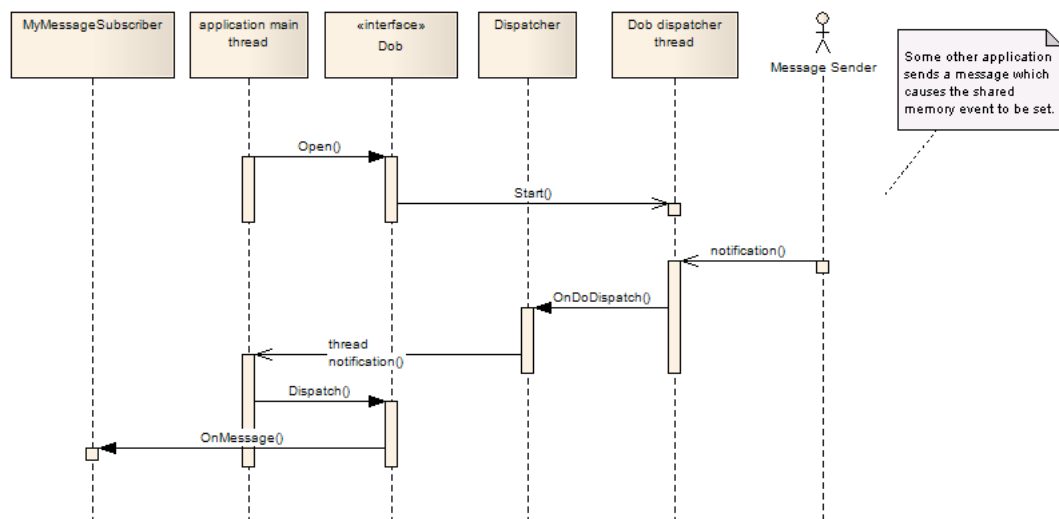 MyMessageSubscriber
application main
thread
«interface»
Dob
Dispatcher
Dob dispatcher
thread
Message Sender
Some other application
sends a message which
causes the shared
memory event to be set.
Open()
Start()
notification()
OnDoDispatch()
thread
notification()
Dispatch()
OnMessage()